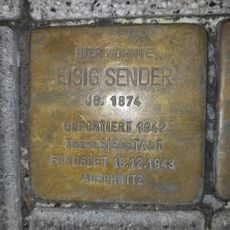 HIER WOHNTE
EISIG SENDER
JG. 1874
DEPORTIERT 1942
THERESIENSTADT
ERMORDET 18.12.1943
AUSCHWITZ